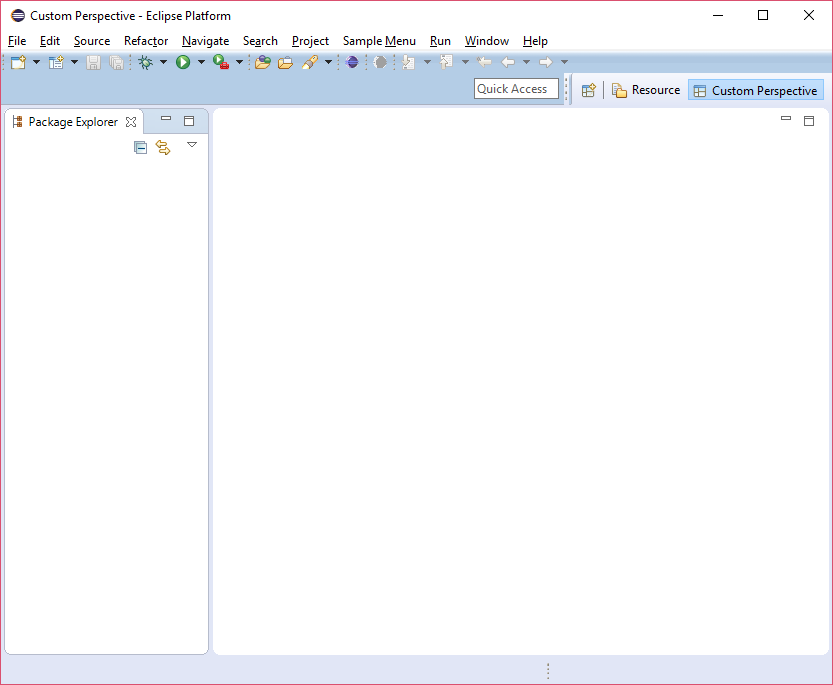 Custom Perspective - Eclipse Platform
File Edit Source Refactor Navigate Search Project Sample Menu Run Window Help
Quick Access Resource Custom Perspective
Package Explorer